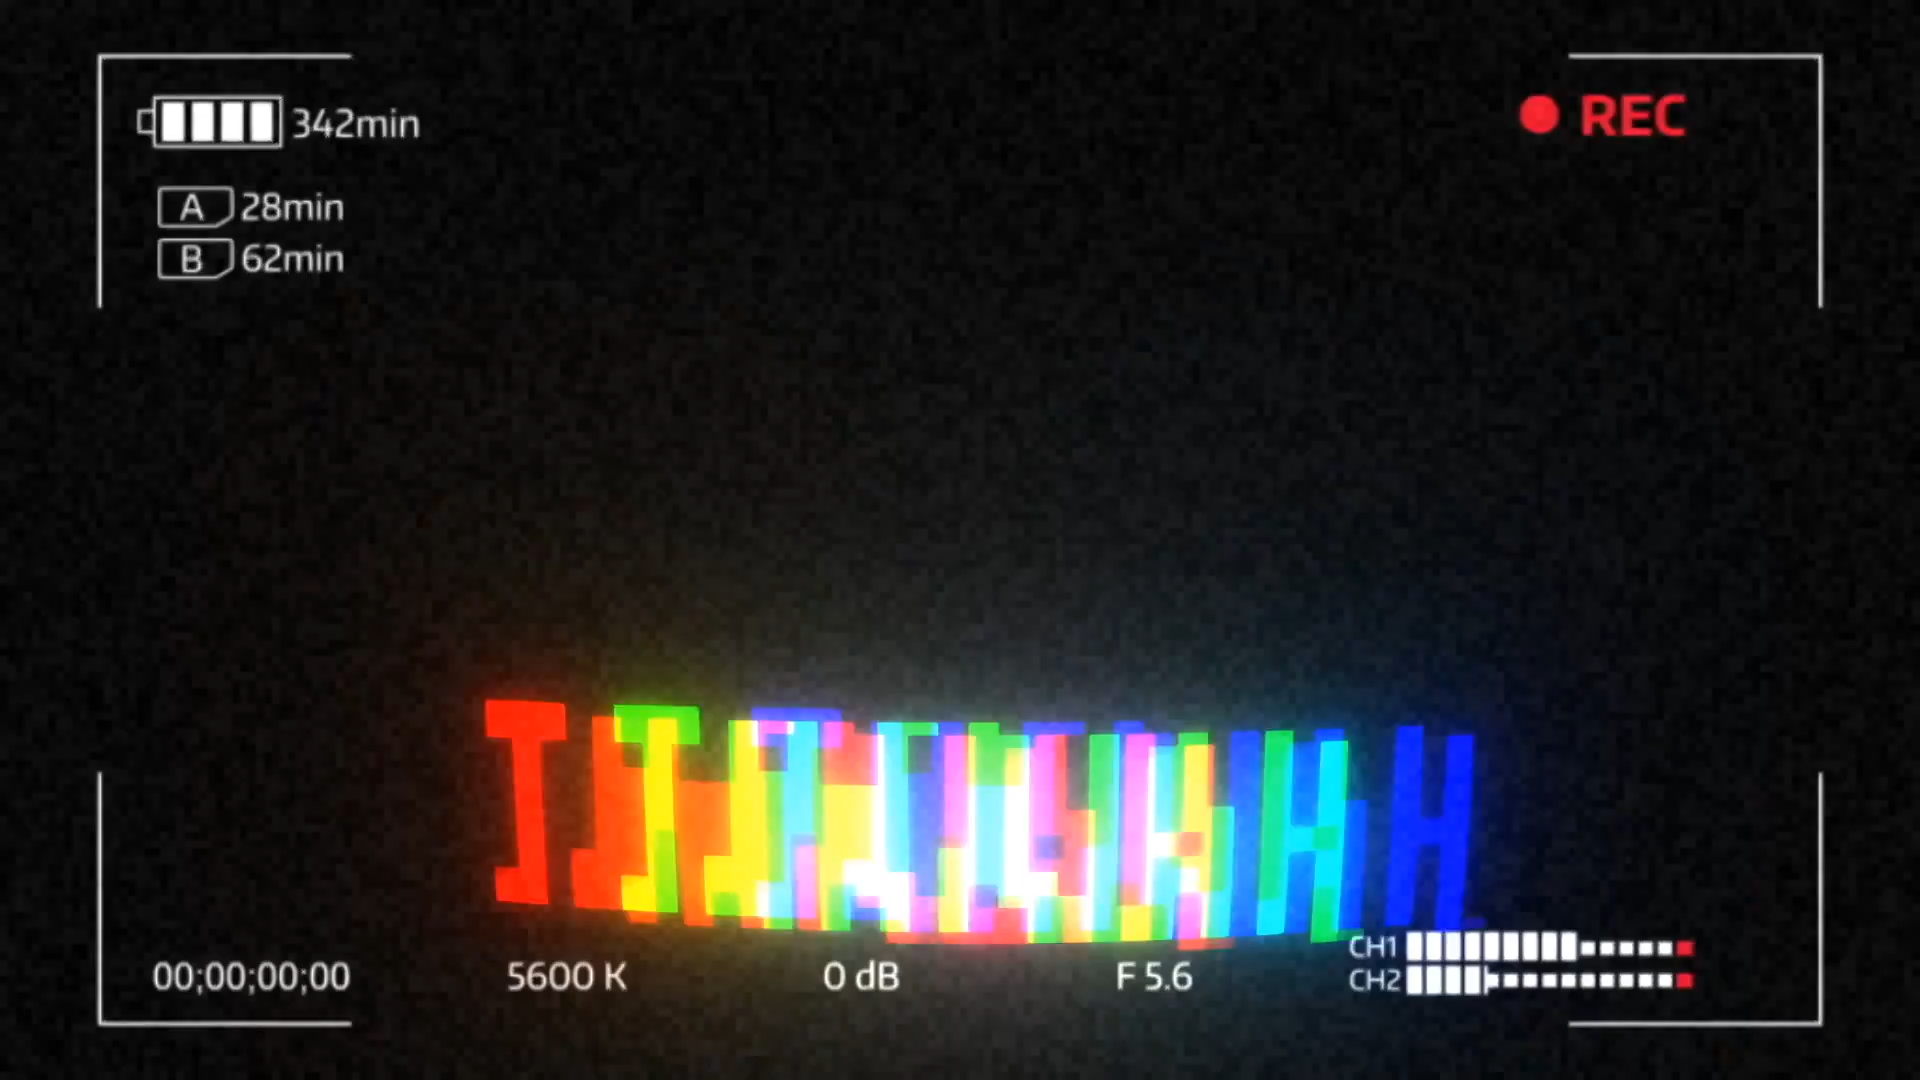 342min
REC
A 28min
B 62min
00;00;00;00
5600 K
0 dB
F 5.6
CH1
CH2